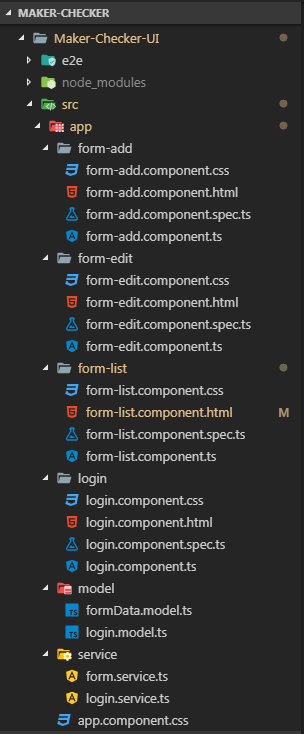 MAKER-CHECKER
Maker-Checker-UI
e2e
node_modules
src
app
form-add
form-add.component.css
form-add.component.html
form-add.component.spec.ts
form-add.component.ts
form-edit
form-edit.component.css
form-edit.component.html
form-edit.component.spec.ts
form-edit.component.ts
form-list
form-list.component.css
form-list.component.html M
form-list.component.spec.ts
form-list.component.ts
login
login.component.css
login.component.html
login.component.spec.ts
login.component.ts
model
TS formData.model.ts
TS login.model.ts
service
form.service.ts
login.service.ts
app.component.css